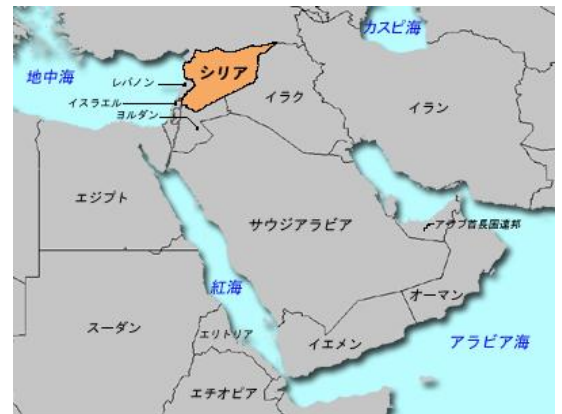 カスピ海
地中海
シリア
レバノン
イスラエル
ヨルダン
イラク
イラン
エジプト
サウジアラビア
アラブ首長国連邦
紅海
オーマン
スーダン
エリトリア
イエメン
アラビア海
エチオピア